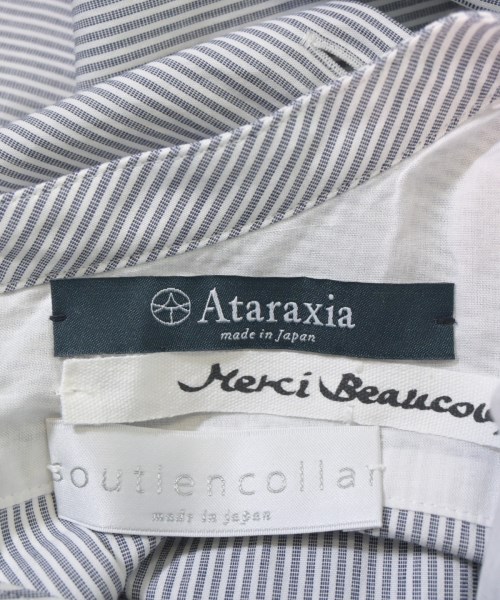 Ataraxia
made in Japan
Merci Beaucou
soutiencollar
made in japan